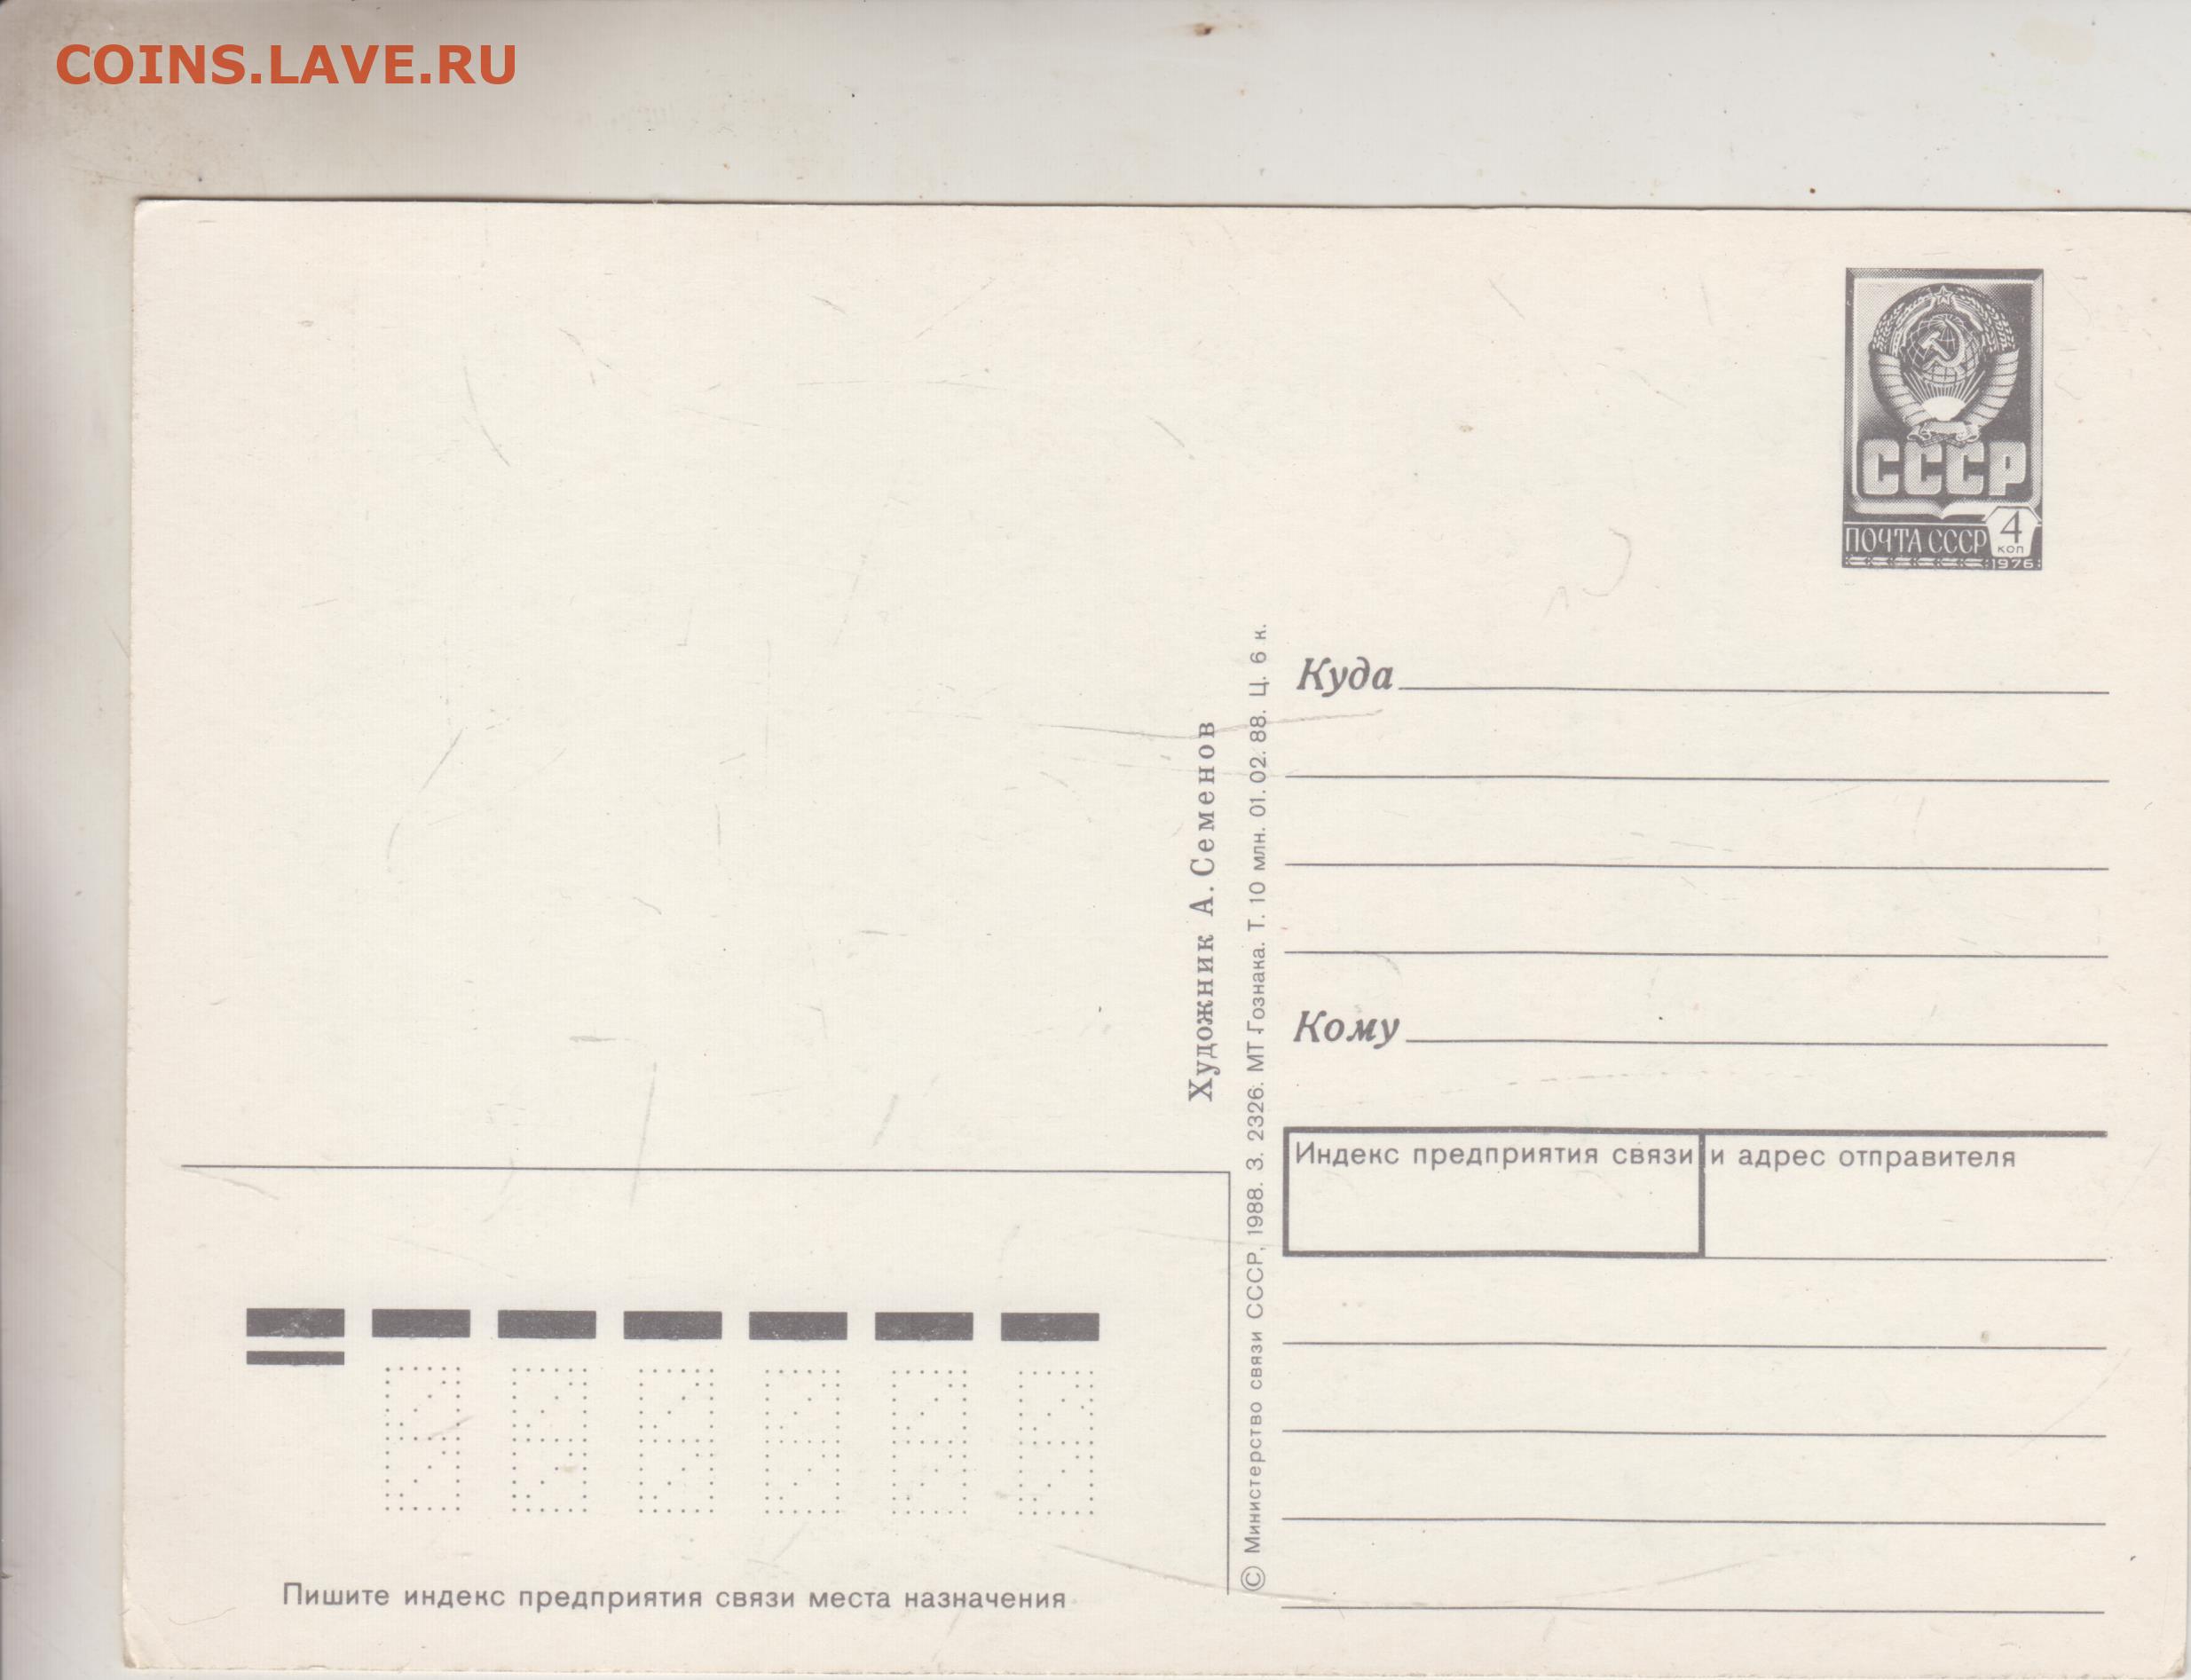 COINS.LAVE.RU
СССР
ПОЧТА СССР 4
коп
1976
Куда
Художник А. Семенов
© Министерство связи СССР, 1988. З. 2326. МТ Гознака. Т. 10 млн. 01. 02. 88. Ц. 6 к.
Кому
Индекс предприятия связи и адрес отправителя
Пишите индекс предприятия связи места назначения